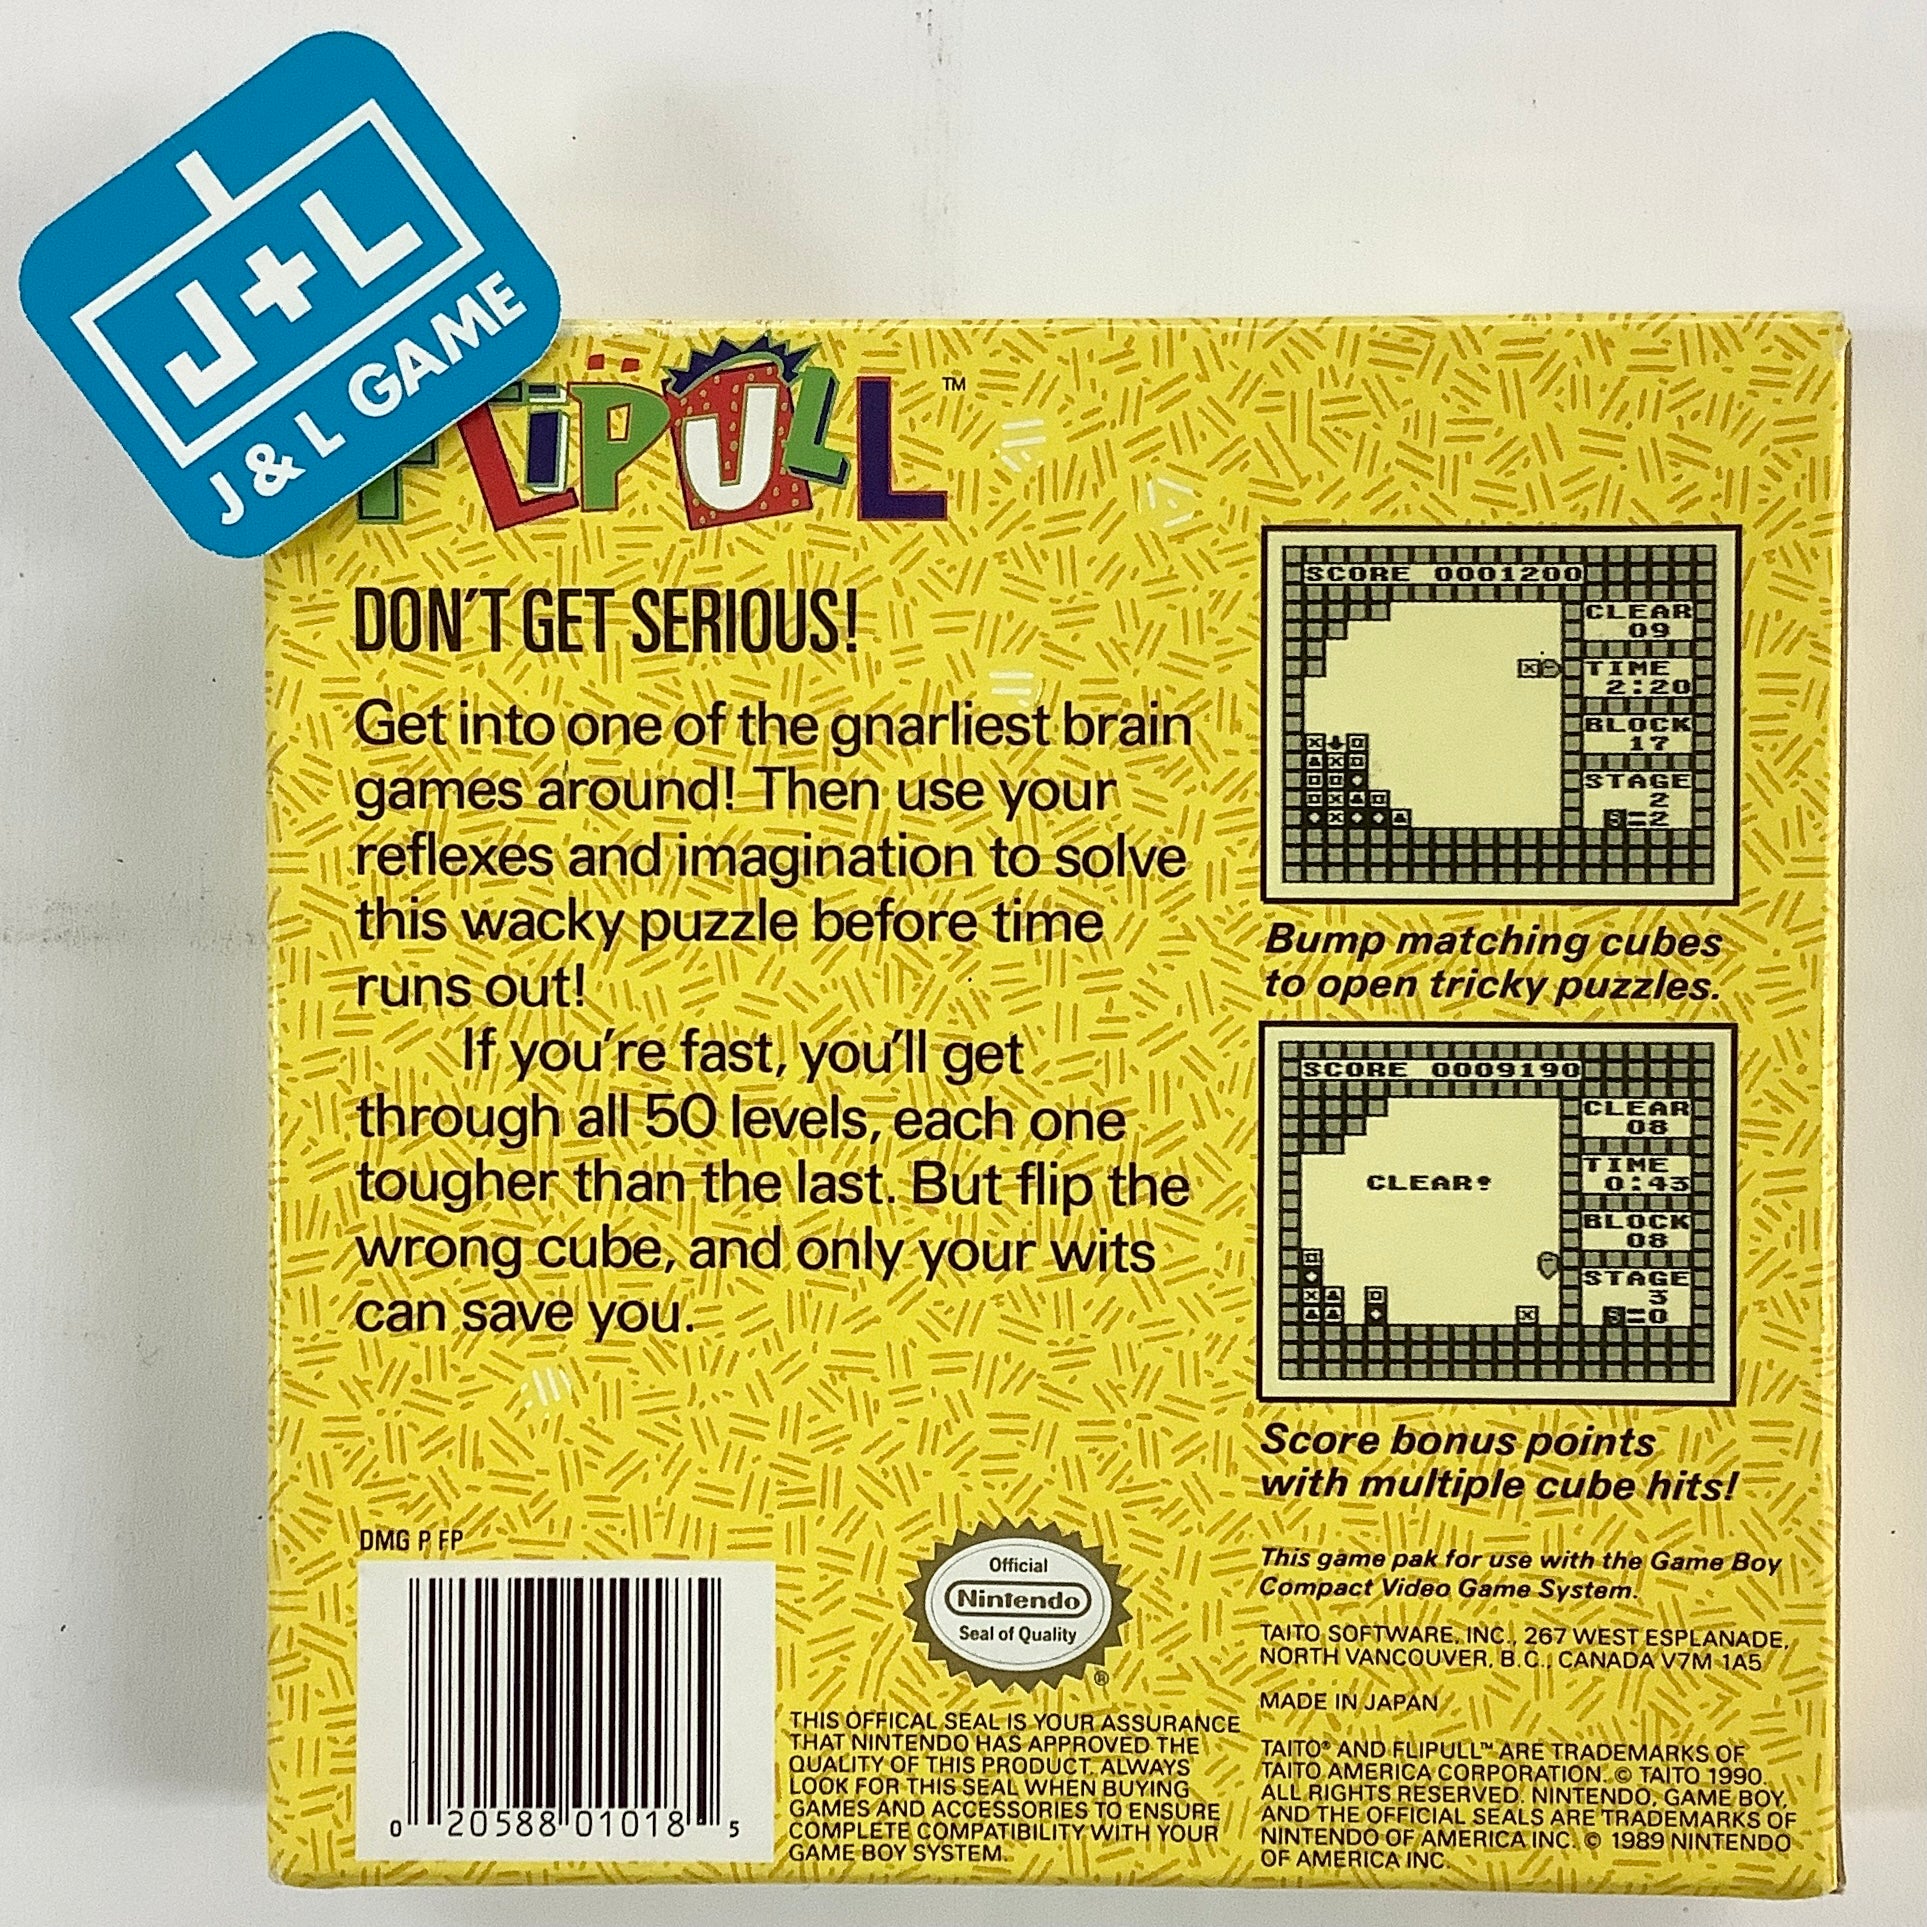 J+L
J & L GAME
FLIPULL™
DON'T GET SERIOUS!
Get into one of the gnarliest brain
games around! Then use your
reflexes and imagination to solve
this wacky puzzle before time
runs out!
If you're fast, you'll get
through all 50 levels, each one
tougher than the last. But flip the
wrong cube, and only your wits
can save you.
SCORE 0001200
CLEAR
09
TIME
2:20
BLOCK
17
STAGE
2
S=2
Bump matching cubes
to open tricky puzzles.
SCORE 0009190
CLEAR
08
CLEAR!
TIME
0:43
BLOCK
08
STAGE
3
S=0
Score bonus points
with multiple cube hits!
DMG P FP
0 20588 01018 5
Official
Nintendo
Seal of Quality
®
THIS OFFICAL SEAL IS YOUR ASSURANCE
THAT NINTENDO HAS APPROVED THE
QUALITY OF THIS PRODUCT. ALWAYS
LOOK FOR THIS SEAL WHEN BUYING
GAMES AND ACCESSORIES TO ENSURE
COMPLETE COMPATIBILITY WITH YOUR
GAME BOY SYSTEM.
This game pak for use with the Game Boy
Compact Video Game System.
TAITO SOFTWARE, INC., 267 WEST ESPLANADE,
NORTH VANCOUVER, B.C., CANADA V7M 1A5
MADE IN JAPAN
TAITO® AND FLIPULL™ ARE TRADEMARKS OF
TAITO AMERICA CORPORATION. © TAITO 1990.
ALL RIGHTS RESERVED. NINTENDO, GAME BOY,
AND THE OFFICIAL SEALS ARE TRADEMARKS OF
NINTENDO OF AMERICA INC. © 1989 NINTENDO
OF AMERICA INC.